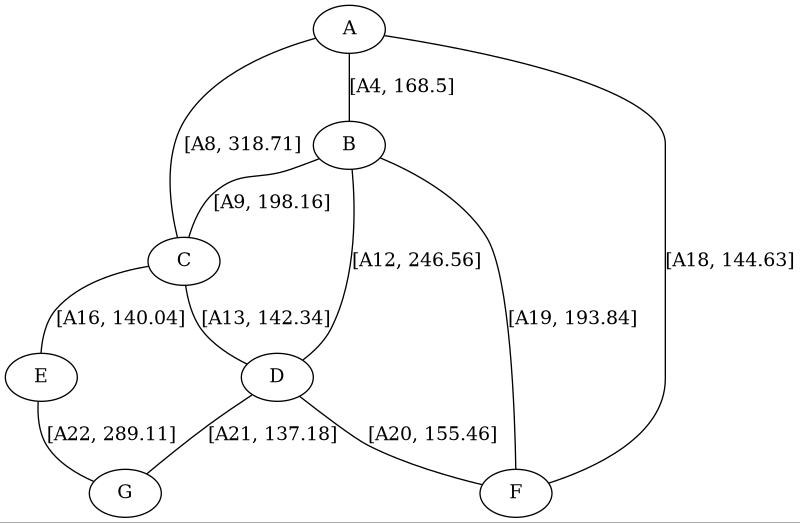 A
[A4, 168.5]
[A8, 318.71]
B
[A9, 198.16]
C
[A12, 246.56]
[A18, 144.63]
[A16, 140.04]
[A13, 142.34]
[A19, 193.84]
E
D
[A22, 289.11]
[A21, 137.18]
[A20, 155.46]
G
F